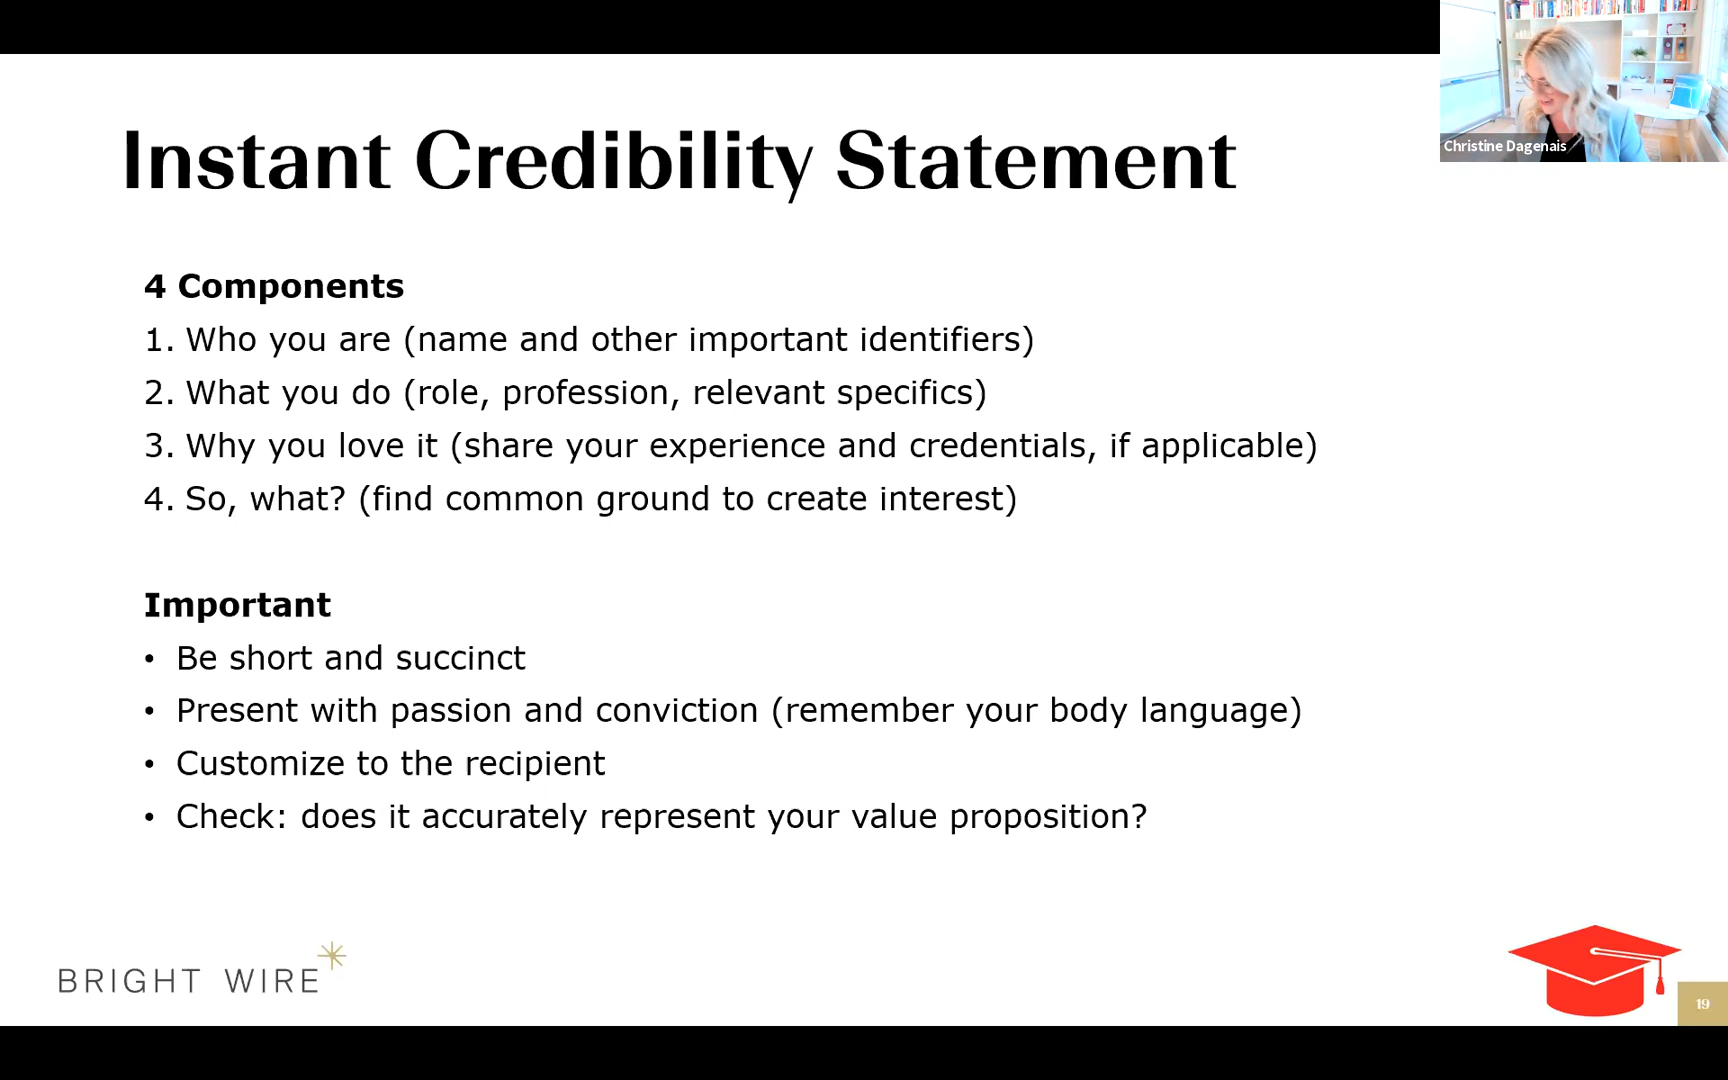 Instant Credibility Statement
Christine Dagenais
4 Components
1. Who you are (name and other important identifiers)
2. What you do (role, profession, relevant specifics)
3. Why you love it (share your experience and credentials, if applicable)
4. So, what? (find common ground to create interest)
Important
• Be short and succinct
• Present with passion and conviction (remember your body language)
• Customize to the recipient
• Check: does it accurately represent your value proposition?
BRIGHT WIRE
19